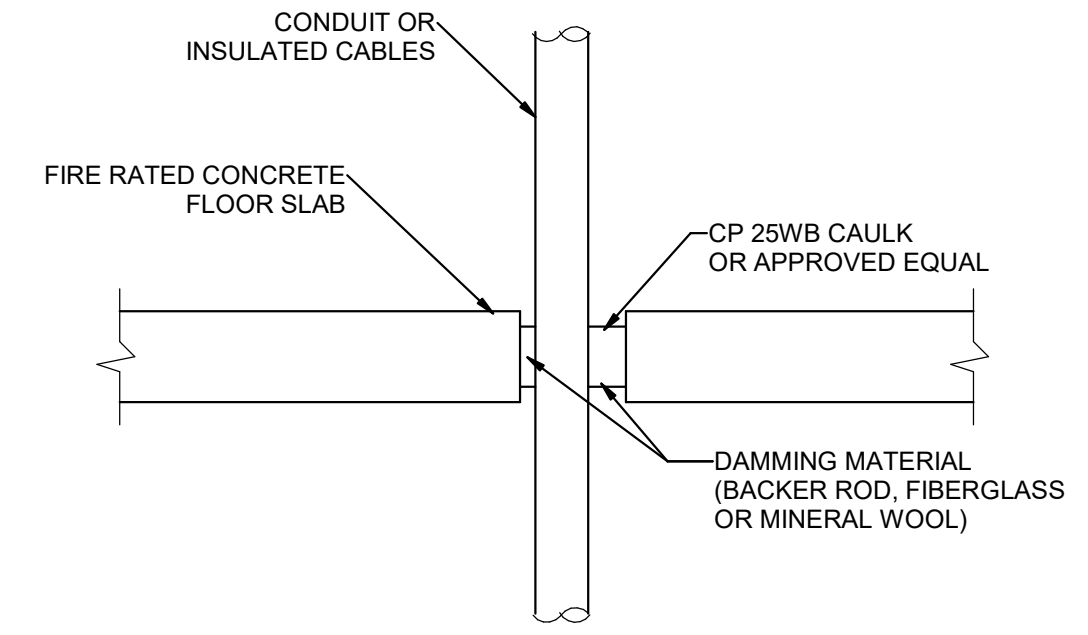 CONDUIT OR
INSULATED CABLES
FIRE RATED CONCRETE
FLOOR SLAB
CP 25WB CAULK
OR APPROVED EQUAL
DAMMING MATERIAL
(BACKER ROD, FIBERGLASS
OR MINERAL WOOL)